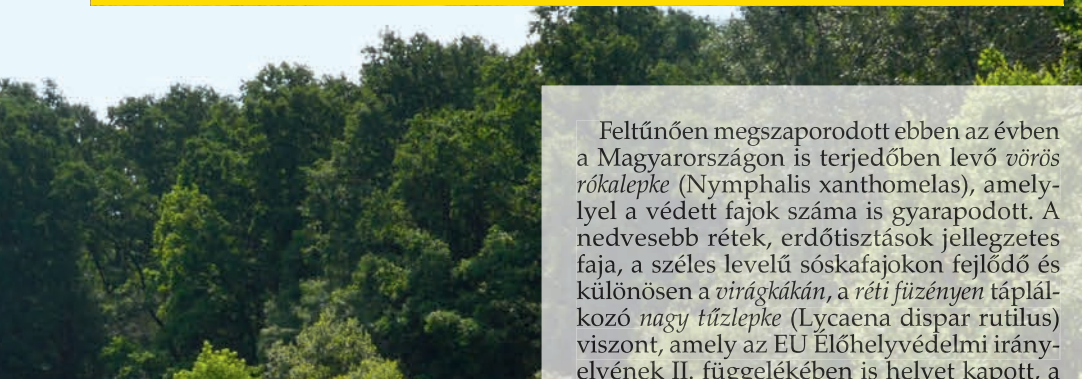 Feltűnően megszaporodott ebben az évben
a Magyarországon is terjedőben levő vörös
rókalepke (Nymphalis xanthomelas), amely-
lyel a védett fajok száma is gyarapodott. A
nedvesebb rétek, erdőtisztások jellegzetes
faja, a széles levelű sóskafajokon fejlődő és
különösen a virágkákán, a réti füzényen táplál-
kozó nagy tűzlepke (Lycaena dispar rutilus)
viszont, amely az EU Élőhelyvédelmi irány-
elvének II. függelékében is helyet kapott, a